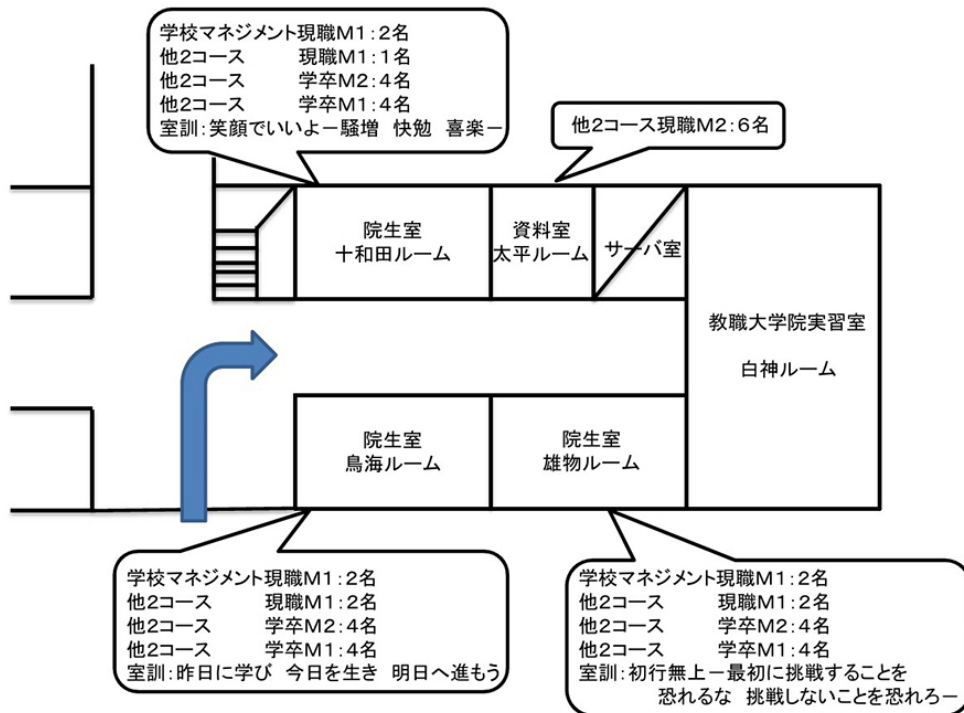 学校マネジメント現職M1：2名
他2コース　　　現職M1：1名
他2コース　　　学卒M2：4名
他2コース　　　学卒M1：4名
室訓：笑顔でいいよー騒増　快勉　喜楽ー
他2コース現職M2：6名
院生室
十和田ルーム
資料室
太平ルーム
サーバ室
教職大学院実習室
白神ルーム
院生室
鳥海ルーム
院生室
雄物ルーム
学校マネジメント現職M1：2名
他2コース　　　現職M1：2名
他2コース　　　学卒M2：4名
他2コース　　　学卒M1：4名
室訓：昨日に学び　今日を生き　明日へ進もう
学校マネジメント現職M1：2名
他2コース　　　現職M1：2名
他2コース　　　学卒M2：4名
他2コース　　　学卒M1：4名
室訓：初行無上－最初に挑戦することを
恐れるな　挑戦しないことを恐れろー